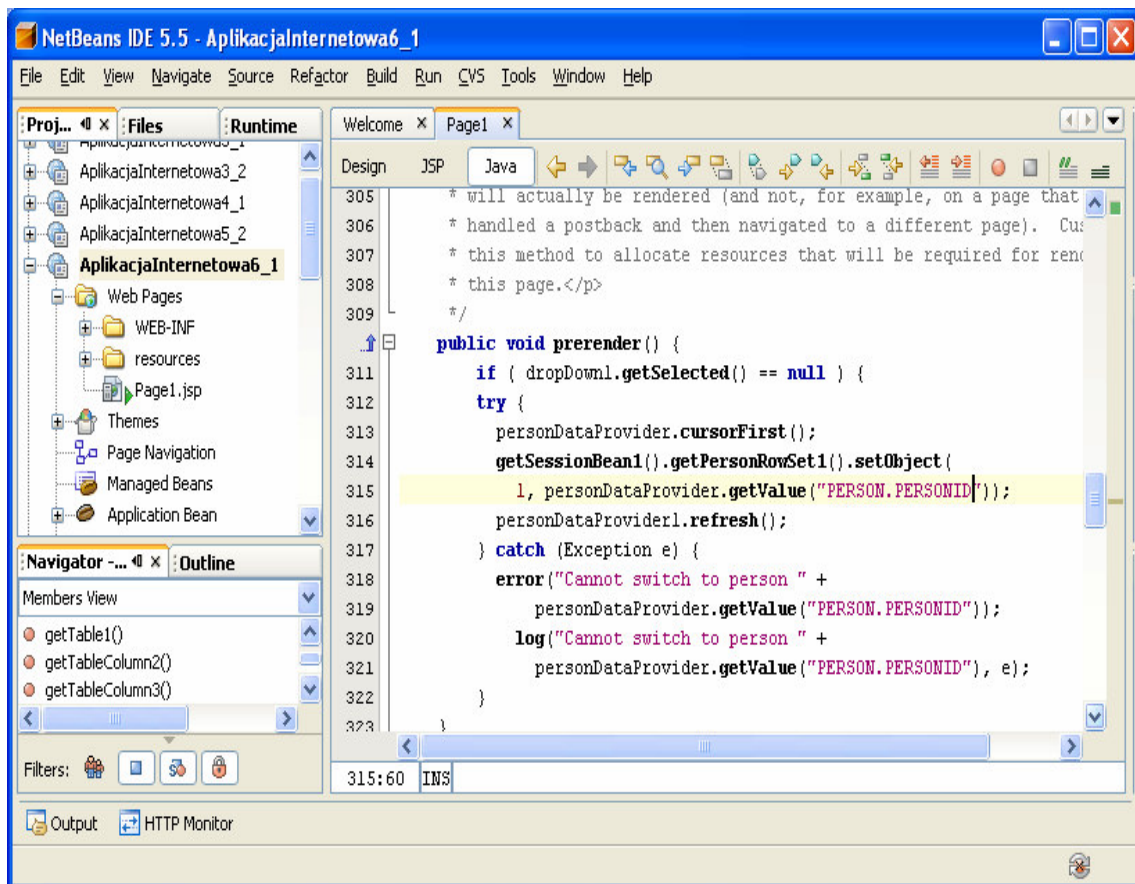 NetBeans IDE 5.5 - AplikacjaInternetowa6_1
File Edit View Navigate Source Refactor Build Run CVS Tools Window Help
Proj... Files Runtime
AplikacjaInternetowa3_1
AplikacjaInternetowa3_2
AplikacjaInternetowa4_1
AplikacjaInternetowa5_2
AplikacjaInternetowa6_1
Web Pages
WEB-INF
resources
Page1.jsp
Themes
Page Navigation
Managed Beans
Application Bean
Navigator -... Outline
Members View
getTable1()
getTableColumn2()
getTableColumn3()
Filters:
Welcome Page1
Design JSP Java
305 * will actually be rendered (and not, for example, on a page that
306 * handled a postback and then navigated to a different page). Cus
307 * this method to allocate resources that will be required for rend
308 * this page.</p>
309 */
public void prerender() {
311 if ( dropDown1.getSelected() == null ) {
312 try {
313 personDataProvider.cursorFirst();
314 getSessionBean1().getPersonRowSet1().setObject(
315 1, personDataProvider.getValue("PERSON.PERSONID"));
316 personDataProvider1.refresh();
317 } catch (Exception e) {
318 error("Cannot switch to person " +
319 personDataProvider.getValue("PERSON.PERSONID"));
320 log("Cannot switch to person " +
321 personDataProvider.getValue("PERSON.PERSONID"), e);
322 }
323 }
315:60 INS
Output HTTP Monitor